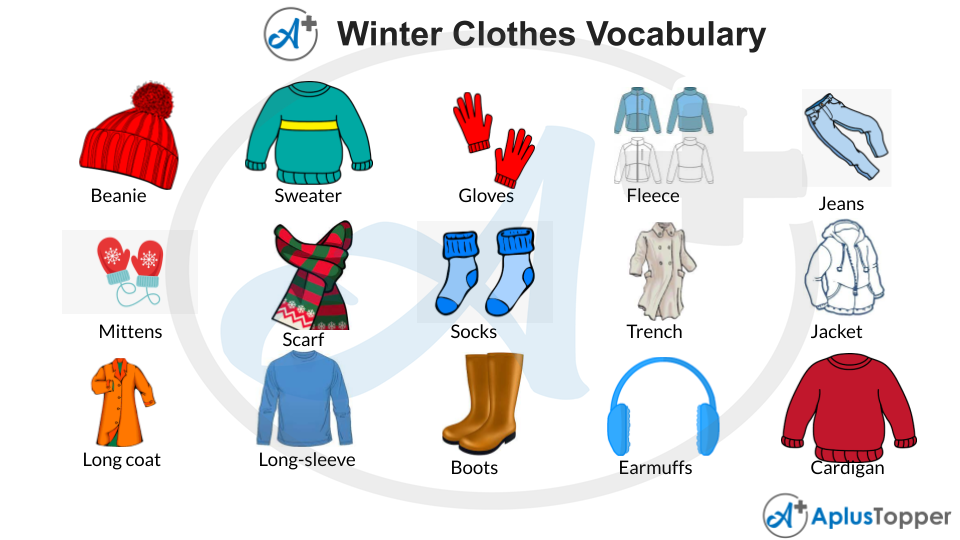 A+ Winter Clothes Vocabulary
Beanie Sweater Gloves Fleece Jeans
Mittens Scarf Socks Trench Jacket
Long coat Long-sleeve Boots Earmuffs Cardigan
A+ AplusTopper